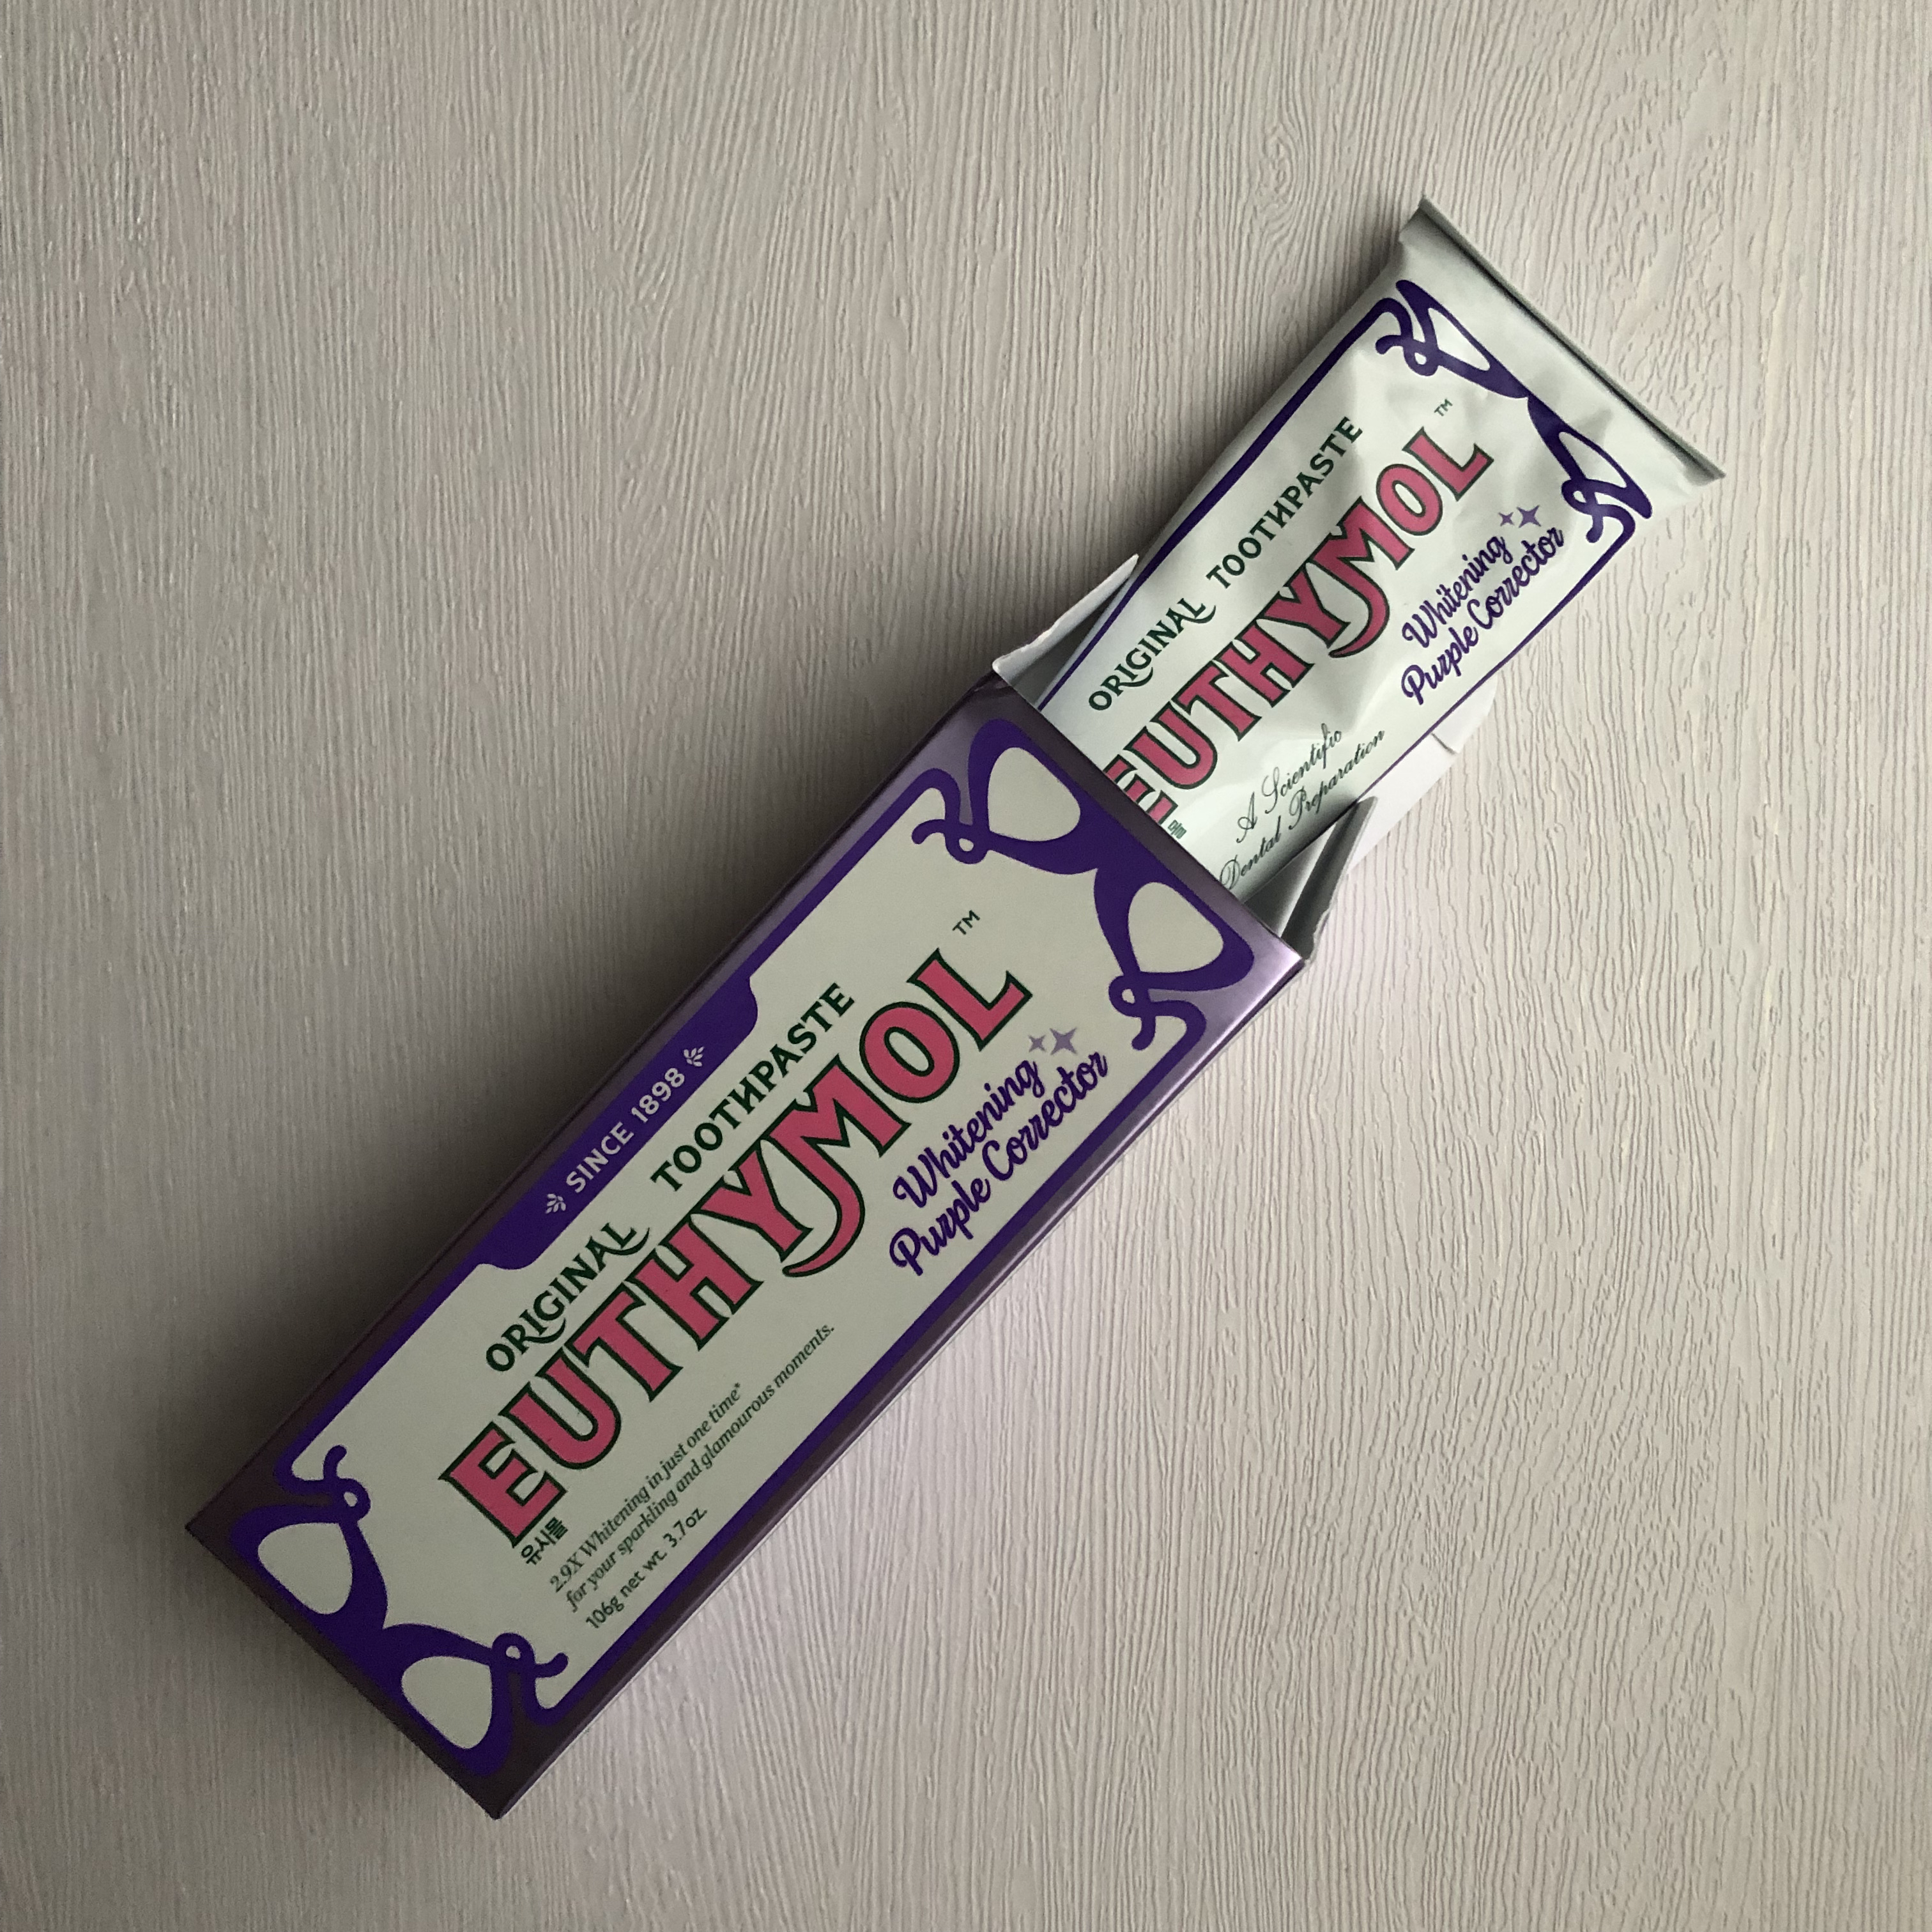 SINCE 1898
ORIGINAL TOOTHPASTE
EUTHYMOL™
유시몰
Whitening
Purple Corrector
2.9X Whitening in just one time*
for your sparkling and glamourous moments.
106g net wt. 3.7oz.
ORIGINAL TOOTHPASTE
EUTHYMOL™
몰
Whitening
Purple Corrector
A Scientific
Dental Preparation